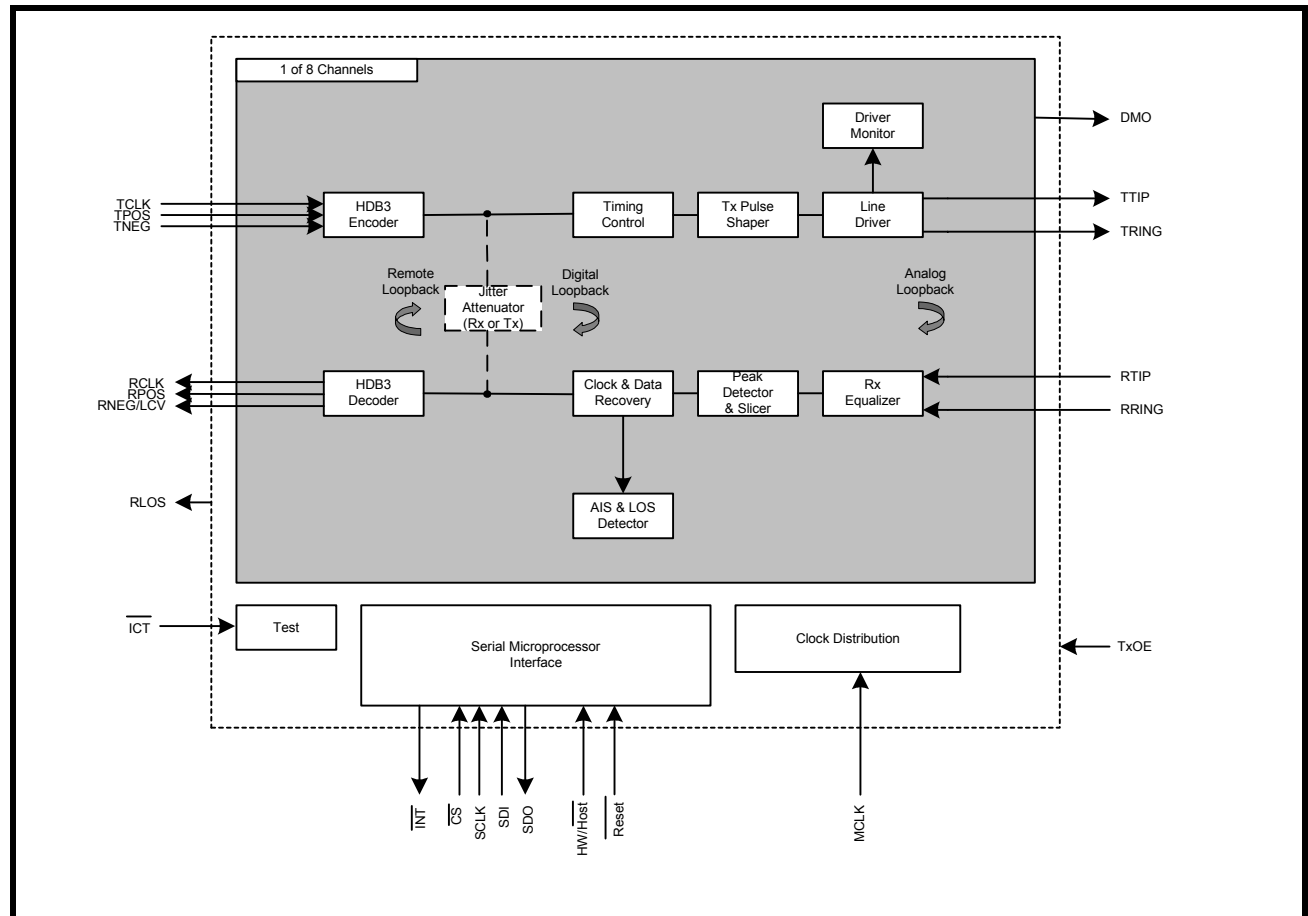 1 of 8 Channels
Driver
Monitor
DMO
TCLK
TPOS
TNEG
HDB3
Encoder
Timing
Control
Tx Pulse
Shaper
Line
Driver
TTIP
TRING
Remote
Loopback
Jitter
Attenuator
(Rx or Tx)
Digital
Loopback
Analog
Loopback
RCLK
RPOS
RNEG/LCV
HDB3
Decoder
Clock & Data
Recovery
Peak
Detector
& Slicer
Rx
Equalizer
RTIP
RRING
RLOS
AIS & LOS
Detector
ICT
Test
Serial Microprocessor
Interface
Clock Distribution
TxOE
INT
CS
SCLK
SDI
SDO
HW/Host
Reset
MCLK